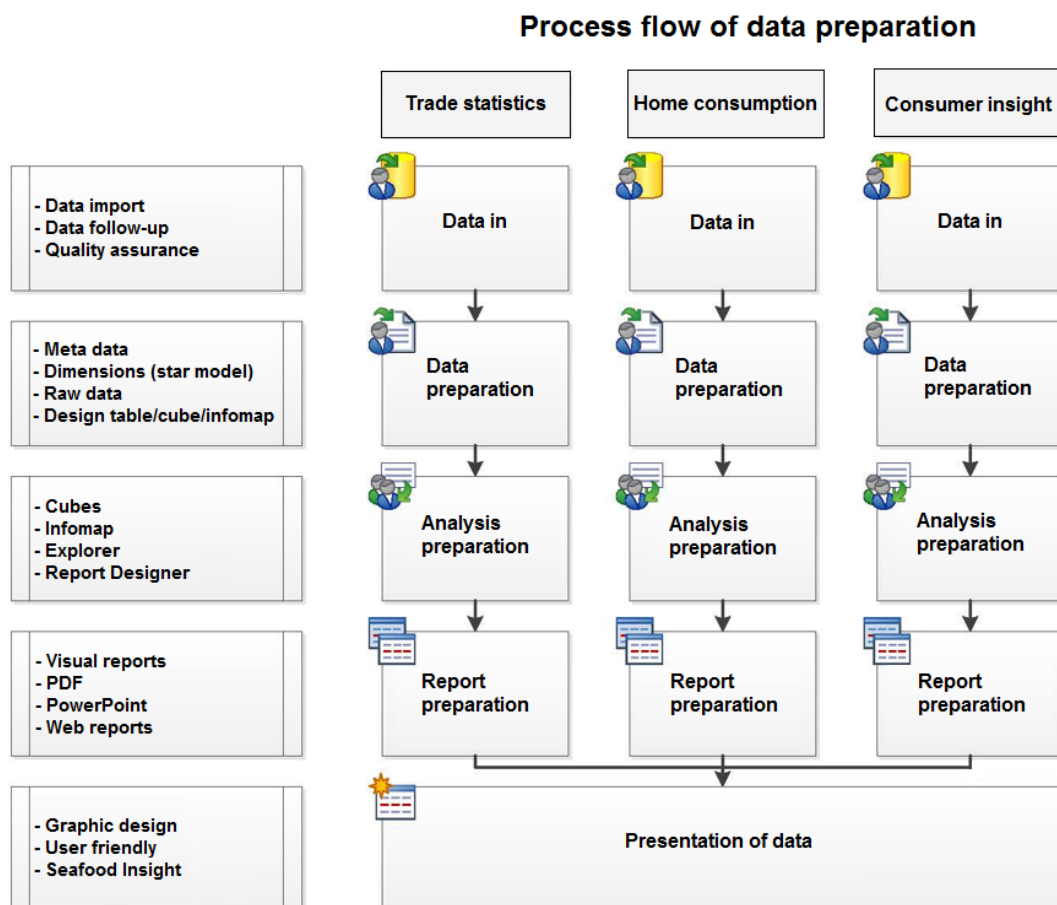 Process flow of data preparation
Trade statistics
Home consumption
Consumer insight
- Data import
- Data follow-up
- Quality assurance
Data in
Data in
Data in
- Meta data
- Dimensions (star model)
- Raw data
- Design table/cube/infomap
Data
preparation
Data
preparation
Data
preparation
- Cubes
- Infomap
- Explorer
- Report Designer
Analysis
preparation
Analysis
preparation
Analysis
preparation
- Visual reports
- PDF
- PowerPoint
- Web reports
Report
preparation
Report
preparation
Report
preparation
- Graphic design
- User friendly
- Seafood Insight
Presentation of data